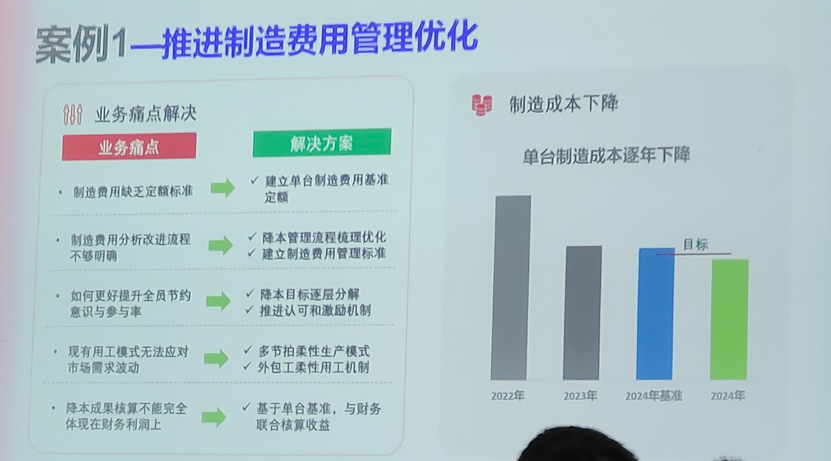 案例1—推进制造费用管理优化
业务痛点解决
业务痛点
解决方案
• 制造费用缺乏定额标准
✓ 建立单台制造费用基准
定额
• 制造费用分析改进流程
不够明确
✓ 降本管理流程梳理优化
✓ 建立制造费用管理标准
• 如何更好提升全员节约
意识与参与率
✓ 降本目标逐层分解
✓ 推进认可和激励机制
• 现有用工模式无法应对
市场需求波动
✓ 多节拍柔性生产模式
✓ 外包工柔性用工机制
• 降本成果核算不能完全
体现在财务利润上
✓ 基于单台基准，与财务
联合核算收益
制造成本下降
单台制造成本逐年下降
目标
2022年
2023年
2024年基准
2024年